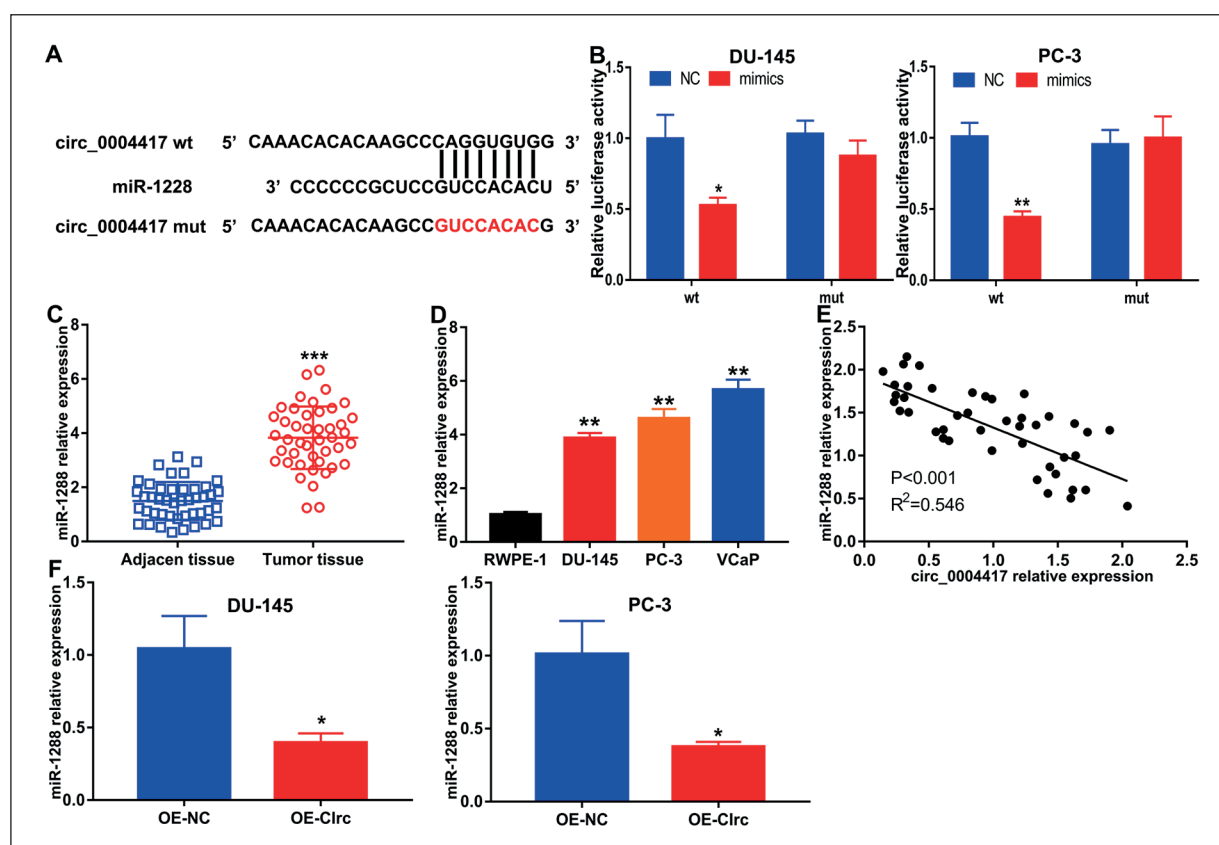 A
circ_0004417 wt 5’ CAAACACACAAGCCCAGGUGUGG 3’
miR-1228 3’ CCCCCCGCUCCGUCCACACU 5’
circ_0004417 mut 5’ CAAACACACAAGCCGUCCACACG 3’
B
DU-145
NC mimics
Relative luciferase activity
1.5
1.0
0.5
0.0
*
wt mut
PC-3
NC mimics
Relative luciferase activity
1.5
1.0
0.5
0.0
**
wt mut
C
miR-1288 relative expression
8
6
4
2
0
***
Adjacen tissue Tumor tissue
D
miR-1288 relative expression
8
6
4
2
0
** ** **
RWPE-1 DU-145 PC-3 VCaP
E
miR-1288 relative expression
2.5
2.0
1.5
1.0
0.5
0.0
P<0.001
R2=0.546
0.0 0.5 1.0 1.5 2.0 2.5
circ_0004417 relative expression
F
DU-145
miR-1288 relative expression
1.5
1.0
0.5
0.0
*
OE-NC OE-CIrc
PC-3
miR-1288 relative expression
1.5
1.0
0.5
0.0
*
OE-NC OE-CIrc